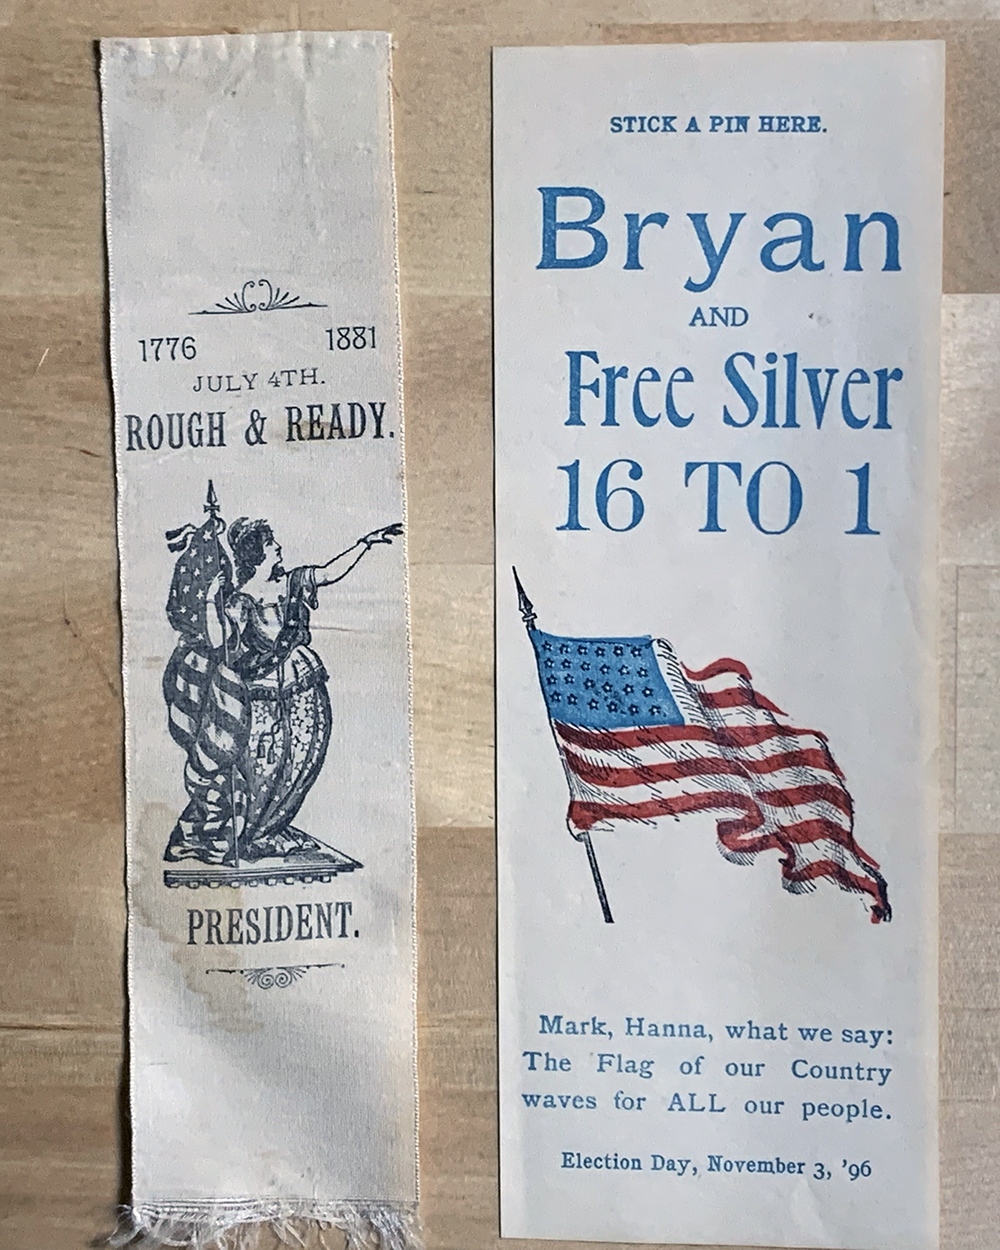 1776 1881
JULY 4TH.
ROUGH & READY.
PRESIDENT.
STICK A PIN HERE.
Bryan
AND
Free Silver
16 TO 1
Mark, Hanna, what we say:
The Flag of our Country
waves for ALL our people.
Election Day, November 3, '96